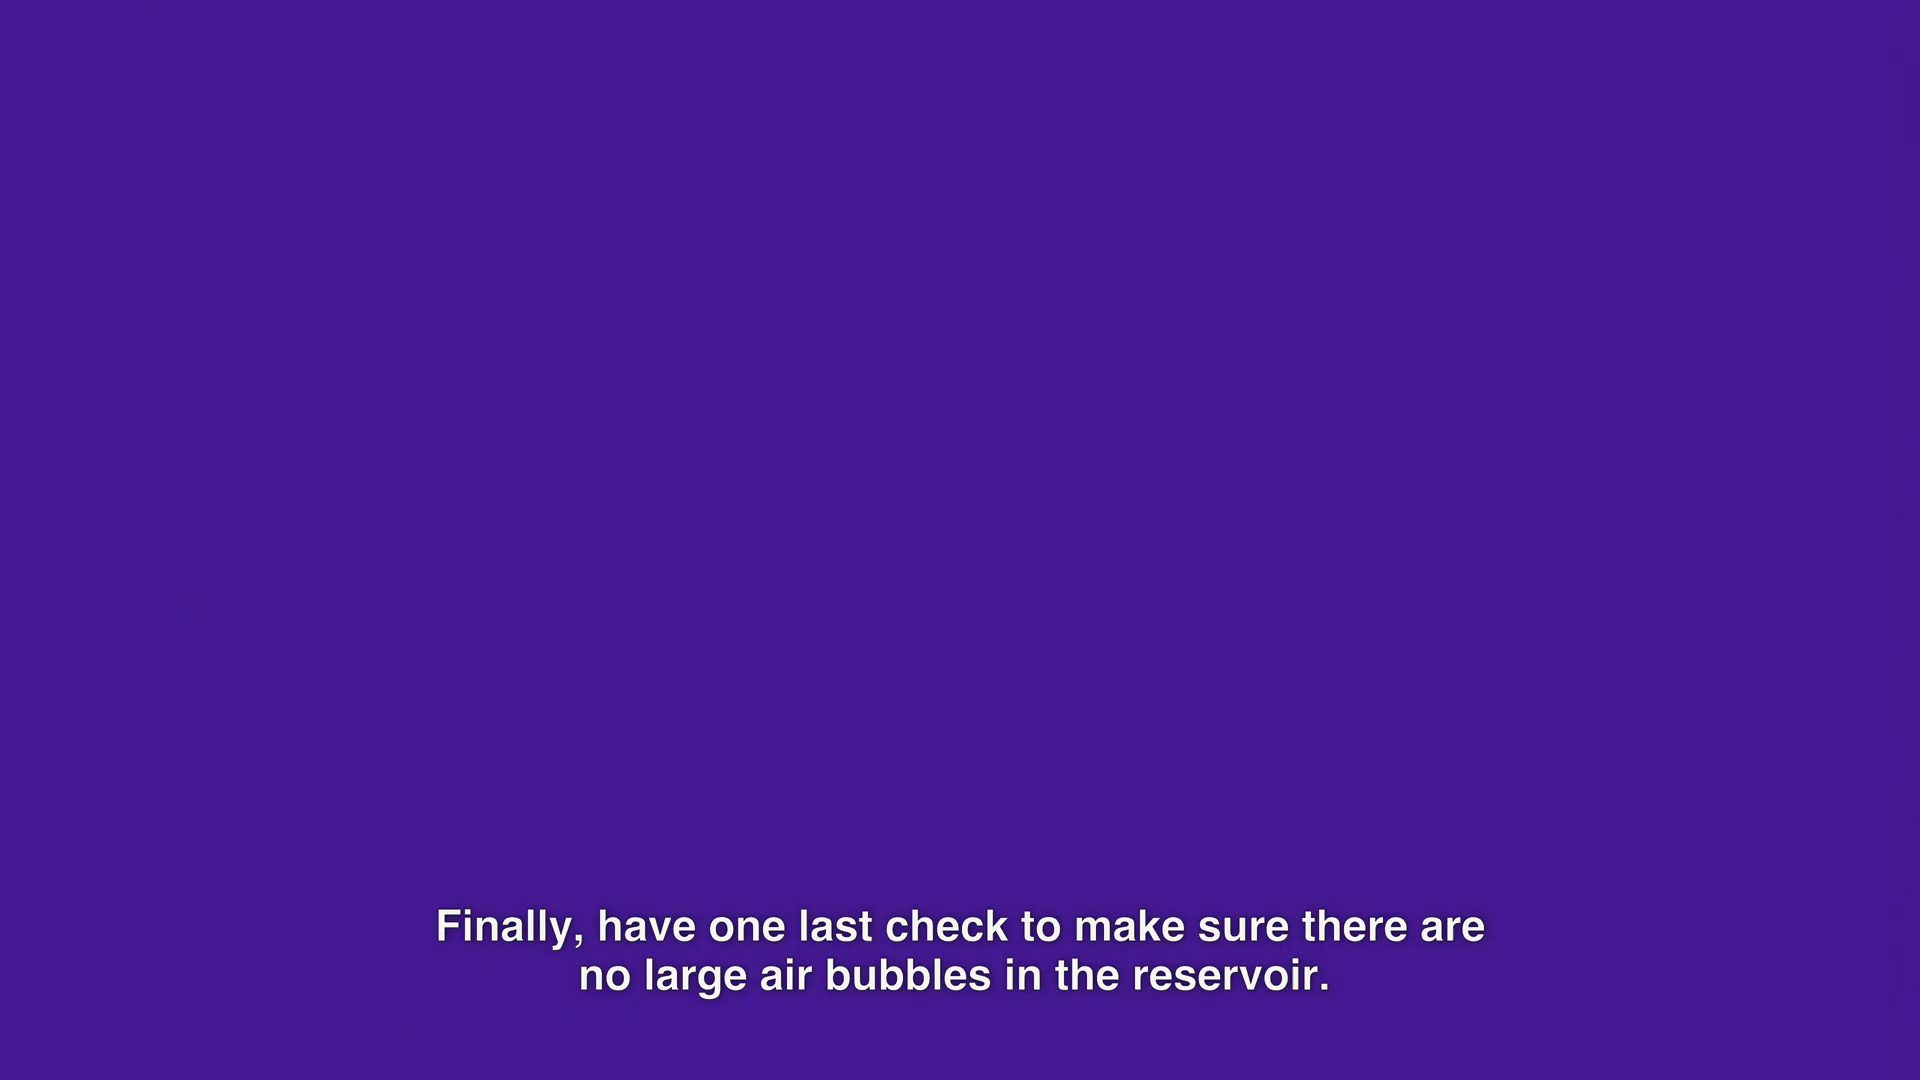 Finally, have one last check to make sure there are
no large air bubbles in the reservoir.